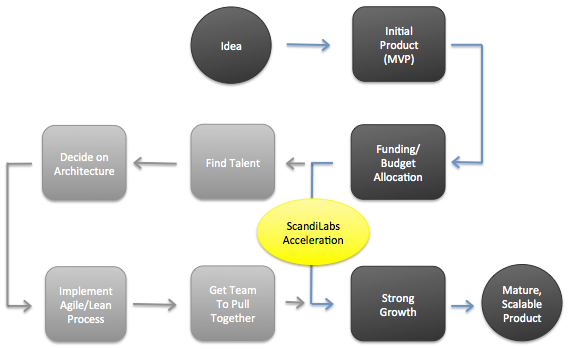 Idea
Initial
Product
(MVP)
Decide on
Architecture
Find Talent
Funding/
Budget
Allocation
ScandiLabs
Acceleration
Implement
Agile/Lean
Process
Get Team
To Pull
Together
Strong
Growth
Mature,
Scalable
Product